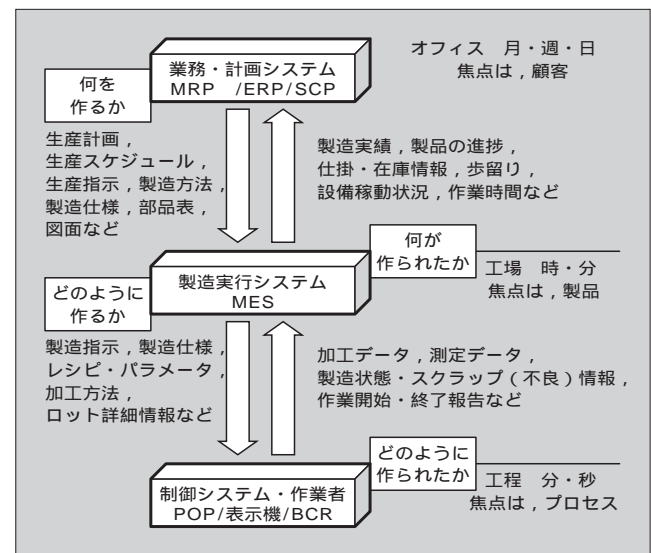 オフィス 月・週・日
焦点は，顧客
業務・計画システム
MRP /ERP/SCP
何を
作るか
生産計画，
生産スケジュール，
生産指示，製造方法，
製造仕様，部品表，
図面など
製造実績，製品の進捗，
仕掛・在庫情報，歩留り，
設備稼動状況，作業時間など
何が
作られたか
工場 時・分
焦点は，製品
製造実行システム
MES
どのように
作るか
製造指示，製造仕様，
レシピ・パラメータ，
加工方法，
ロット詳細情報など
加工データ，測定データ，
製造状態・スクラップ（不良）情報，
作業開始・終了報告など
どのように
作られたか
工程 分・秒
焦点は，プロセス
制御システム・作業者
POP/表示機/BCR